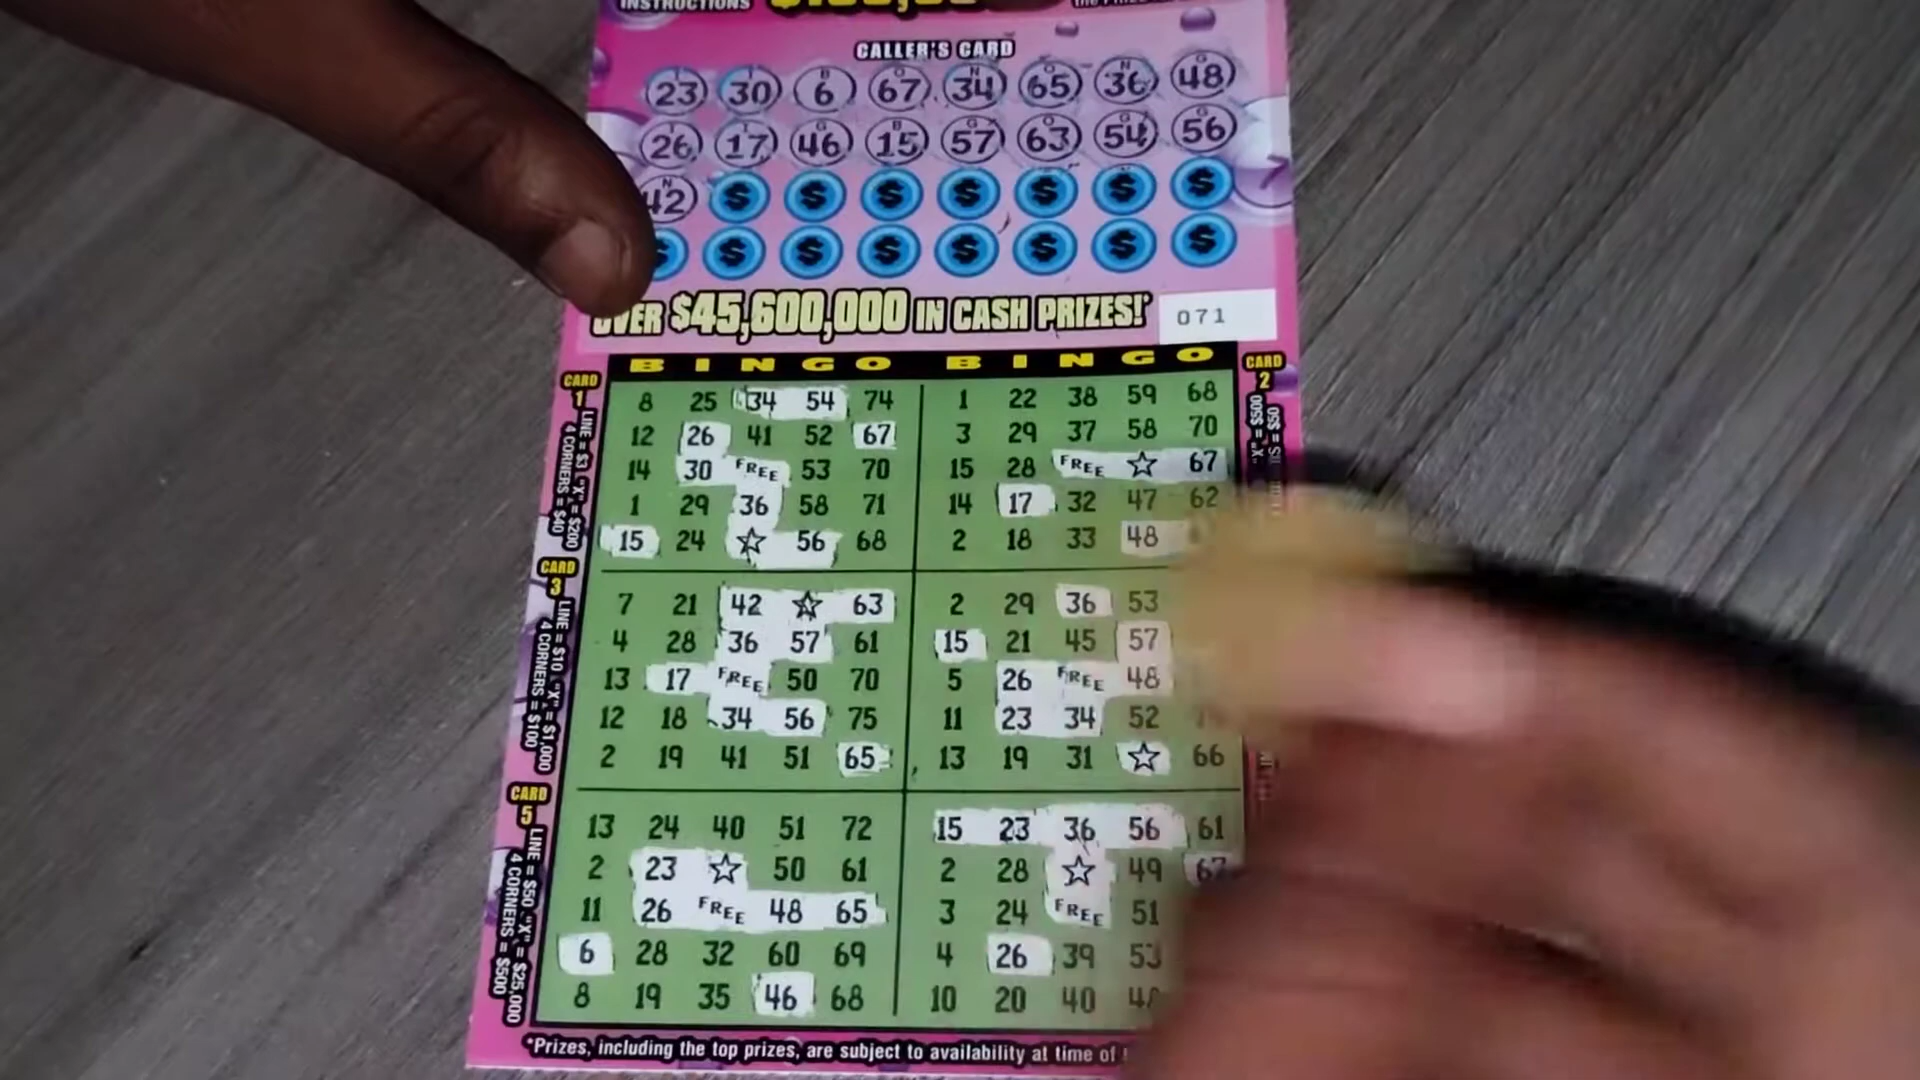 INSTRUCTIONS
CALLER'S CARD
I I B O N O N G
23 30 6 67 34 65 36 48
I I G B G O G G
26 17 46 15 57 63 54 56
N
42 $ $ $ $ $ $ $
$ $ $ $ $ $ $ $
OVER $45,600,000 IN CASH PRIZES!*
071
B I N G O B I N G O
CARD 1
LINE = $3 "X" = $200
4 CORNERS = $40
8 25 34 54 74
12 26 41 52 67
14 30 FREE 53 70
1 29 36 58 71
15 24 ☆ 56 68
CARD 2
= $50
= $500 "X"
1 22 38 59 68
3 29 37 58 70
15 28 FREE ☆ 67
14 17 32 47 62
2 18 33 48
CARD 3
LINE = $10 "X" = $1,000
4 CORNERS = $100
7 21 42 ☆ 63
4 28 36 57 61
13 17 FREE 50 70
12 18 34 56 75
2 19 41 51 65
2 29 36 53
15 21 45 57
5 26 FREE 48
11 23 34 52
13 19 31 ☆ 66
CARD 5
LINE = $50 "X" = $25,000
4 CORNERS = $500
13 24 40 51 72
2 23 ☆ 50 61
11 26 FREE 48 65
6 28 32 60 69
8 19 35 46 68
15 23 36 56 61
2 28 ☆ 49 67
3 24 FREE 51
4 26 39 53
10 20 40
*Prizes, including the top prizes, are subject to availability at time of